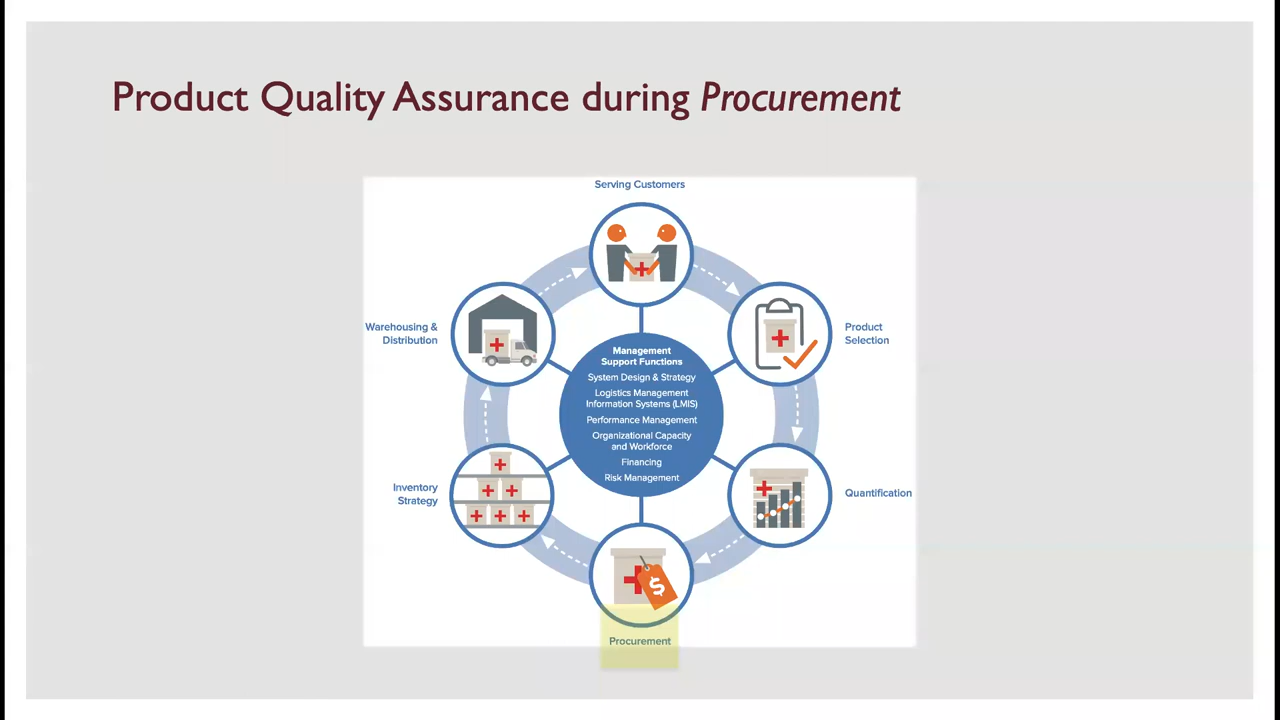 Product Quality Assurance during Procurement
Serving Customers
Warehousing &
Distribution
Product
Selection
Management
Support Functions
System Design & Strategy
Logistics Management
Information Systems (LMIS)
Performance Management
Organizational Capacity
and Workforce
Financing
Risk Management
Inventory
Strategy
Quantification
$
Procurement